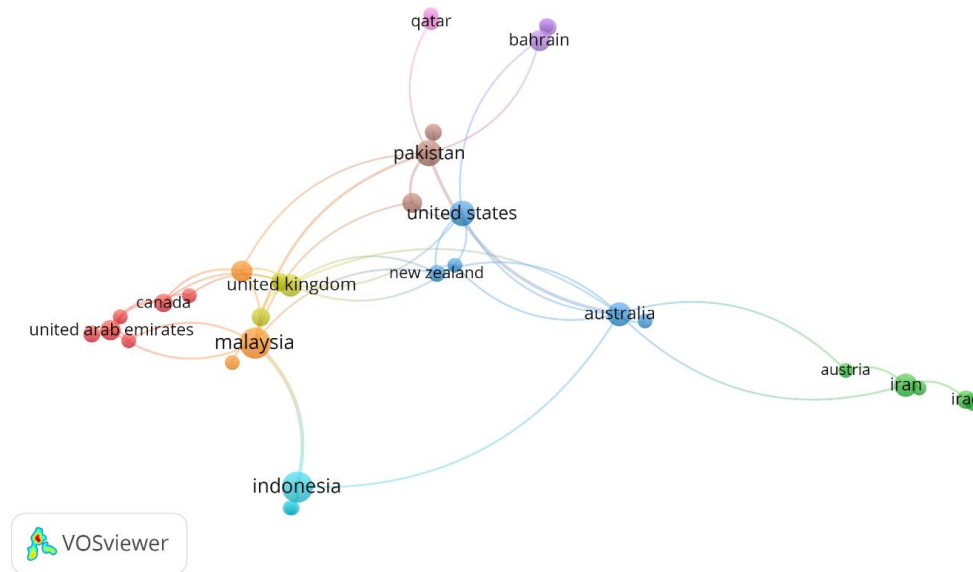 qatar
bahrain
pakistan
united states
new zealand
united kingdom
canada
united arab emirates
australia
malaysia
austria
iran
indonesia
VOSviewer